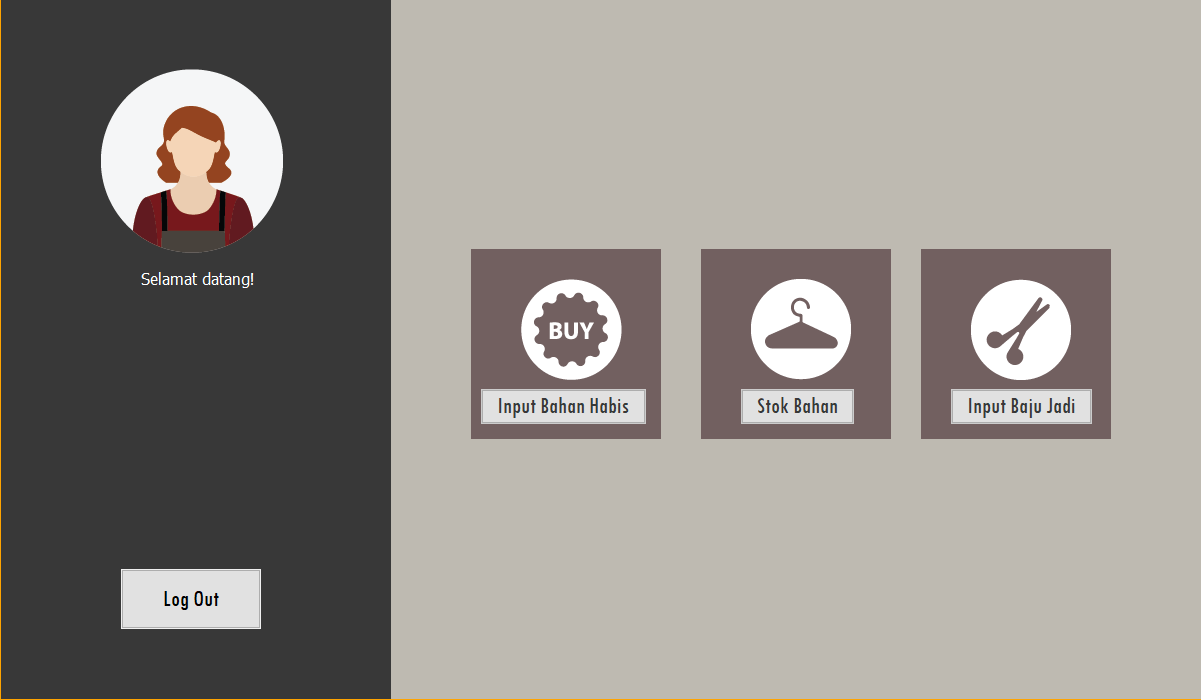 Selamat datang!
BUY
Input Bahan Habis
Stok Bahan
Input Baju Jadi
Log Out